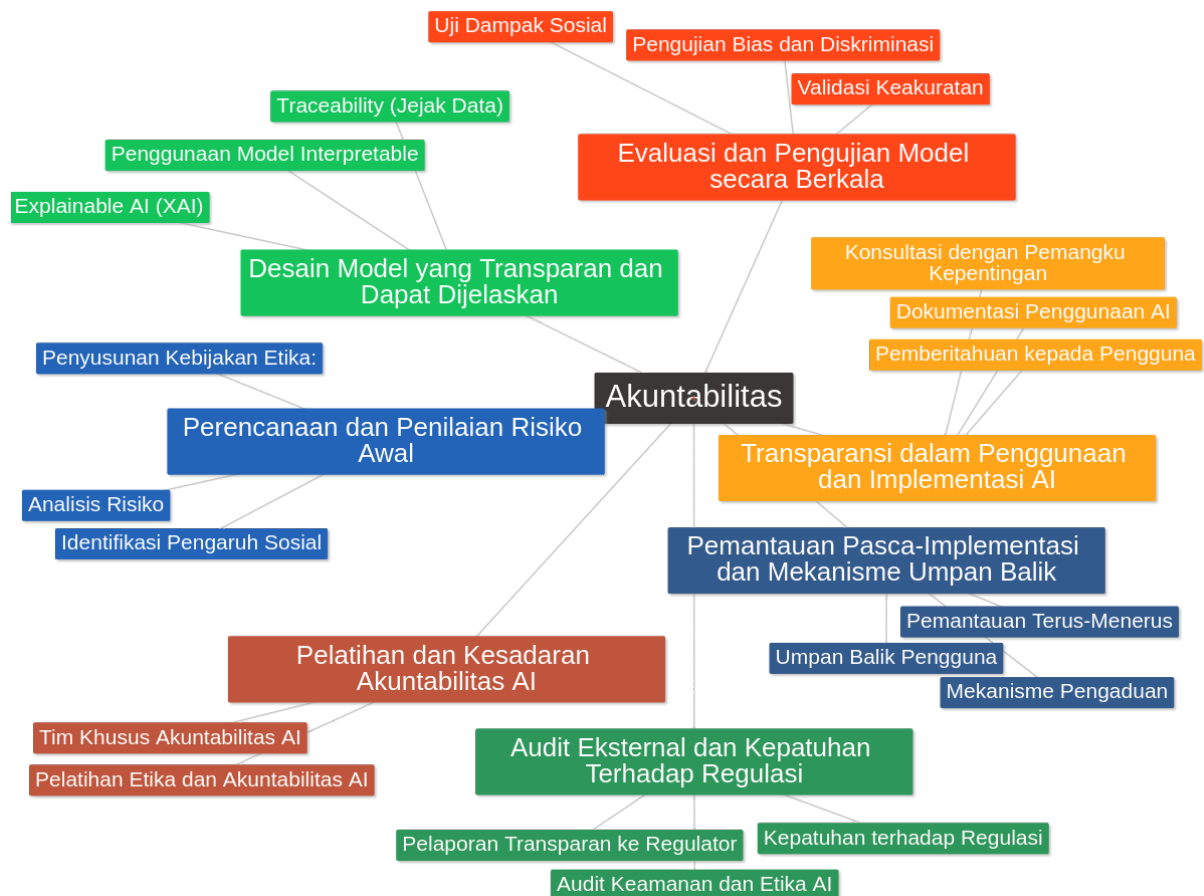 Uji Dampak Sosial
Pengujian Bias dan Diskriminasi
Validasi Keakuratan
Evaluasi dan Pengujian Model
secara Berkala
Traceability (Jejak Data)
Penggunaan Model Interpretable
Explainable AI (XAI)
Desain Model yang Transparan dan
Dapat Dijelaskan
Konsultasi dengan Pemangku
Kepentingan
Dokumentasi Penggunaan AI
Pemberitahuan kepada Pengguna
Transparansi dalam Penggunaan
dan Implementasi AI
Akuntabilitas
Penyusunan Kebijakan Etika:
Perencanaan dan Penilaian Risiko
Awal
Analisis Risiko
Identifikasi Pengaruh Sosial
Pemantauan Pasca-Implementasi
dan Mekanisme Umpan Balik
Pemantauan Terus-Menerus
Umpan Balik Pengguna
Mekanisme Pengaduan
Pelatihan dan Kesadaran
Akuntabilitas AI
Tim Khusus Akuntabilitas AI
Pelatihan Etika dan Akuntabilitas AI
Audit Eksternal dan Kepatuhan
Terhadap Regulasi
Pelaporan Transparan ke Regulator
Kepatuhan terhadap Regulasi
Audit Keamanan dan Etika AI